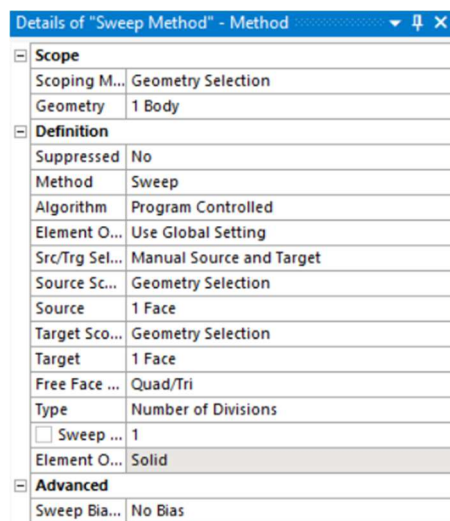 Details of "Sweep Method" - Method
Scope
Scoping M... Geometry Selection
Geometry 1 Body
Definition
Suppressed No
Method Sweep
Algorithm Program Controlled
Element O... Use Global Setting
Src/Trg Sel... Manual Source and Target
Source Sc... Geometry Selection
Source 1 Face
Target Sco... Geometry Selection
Target 1 Face
Free Face ... Quad/Tri
Type Number of Divisions
Sweep ... 1
Element O... Solid
Advanced
Sweep Bia... No Bias